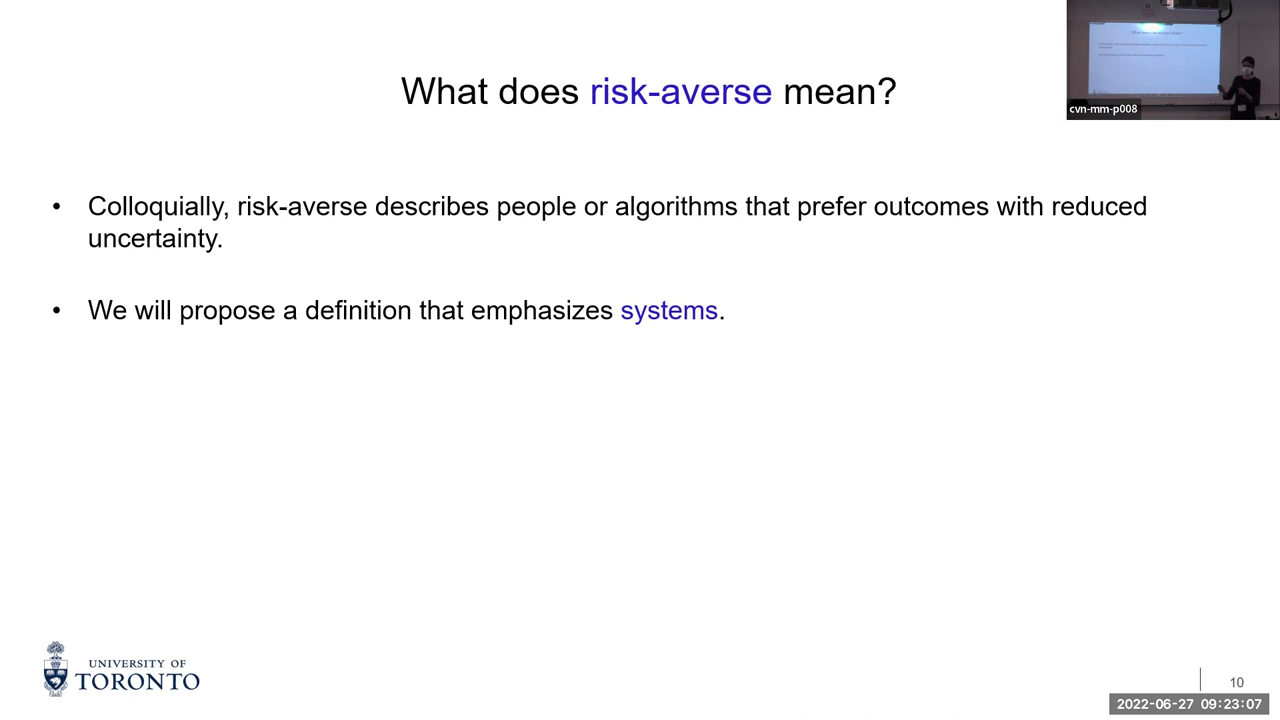 What does risk-averse mean?
cvn-mm-p008
• Colloquially, risk-averse describes people or algorithms that prefer outcomes with reduced
uncertainty.
• We will propose a definition that emphasizes systems.
UNIVERSITY OF
TORONTO
10
2022-06-27 09:23:07